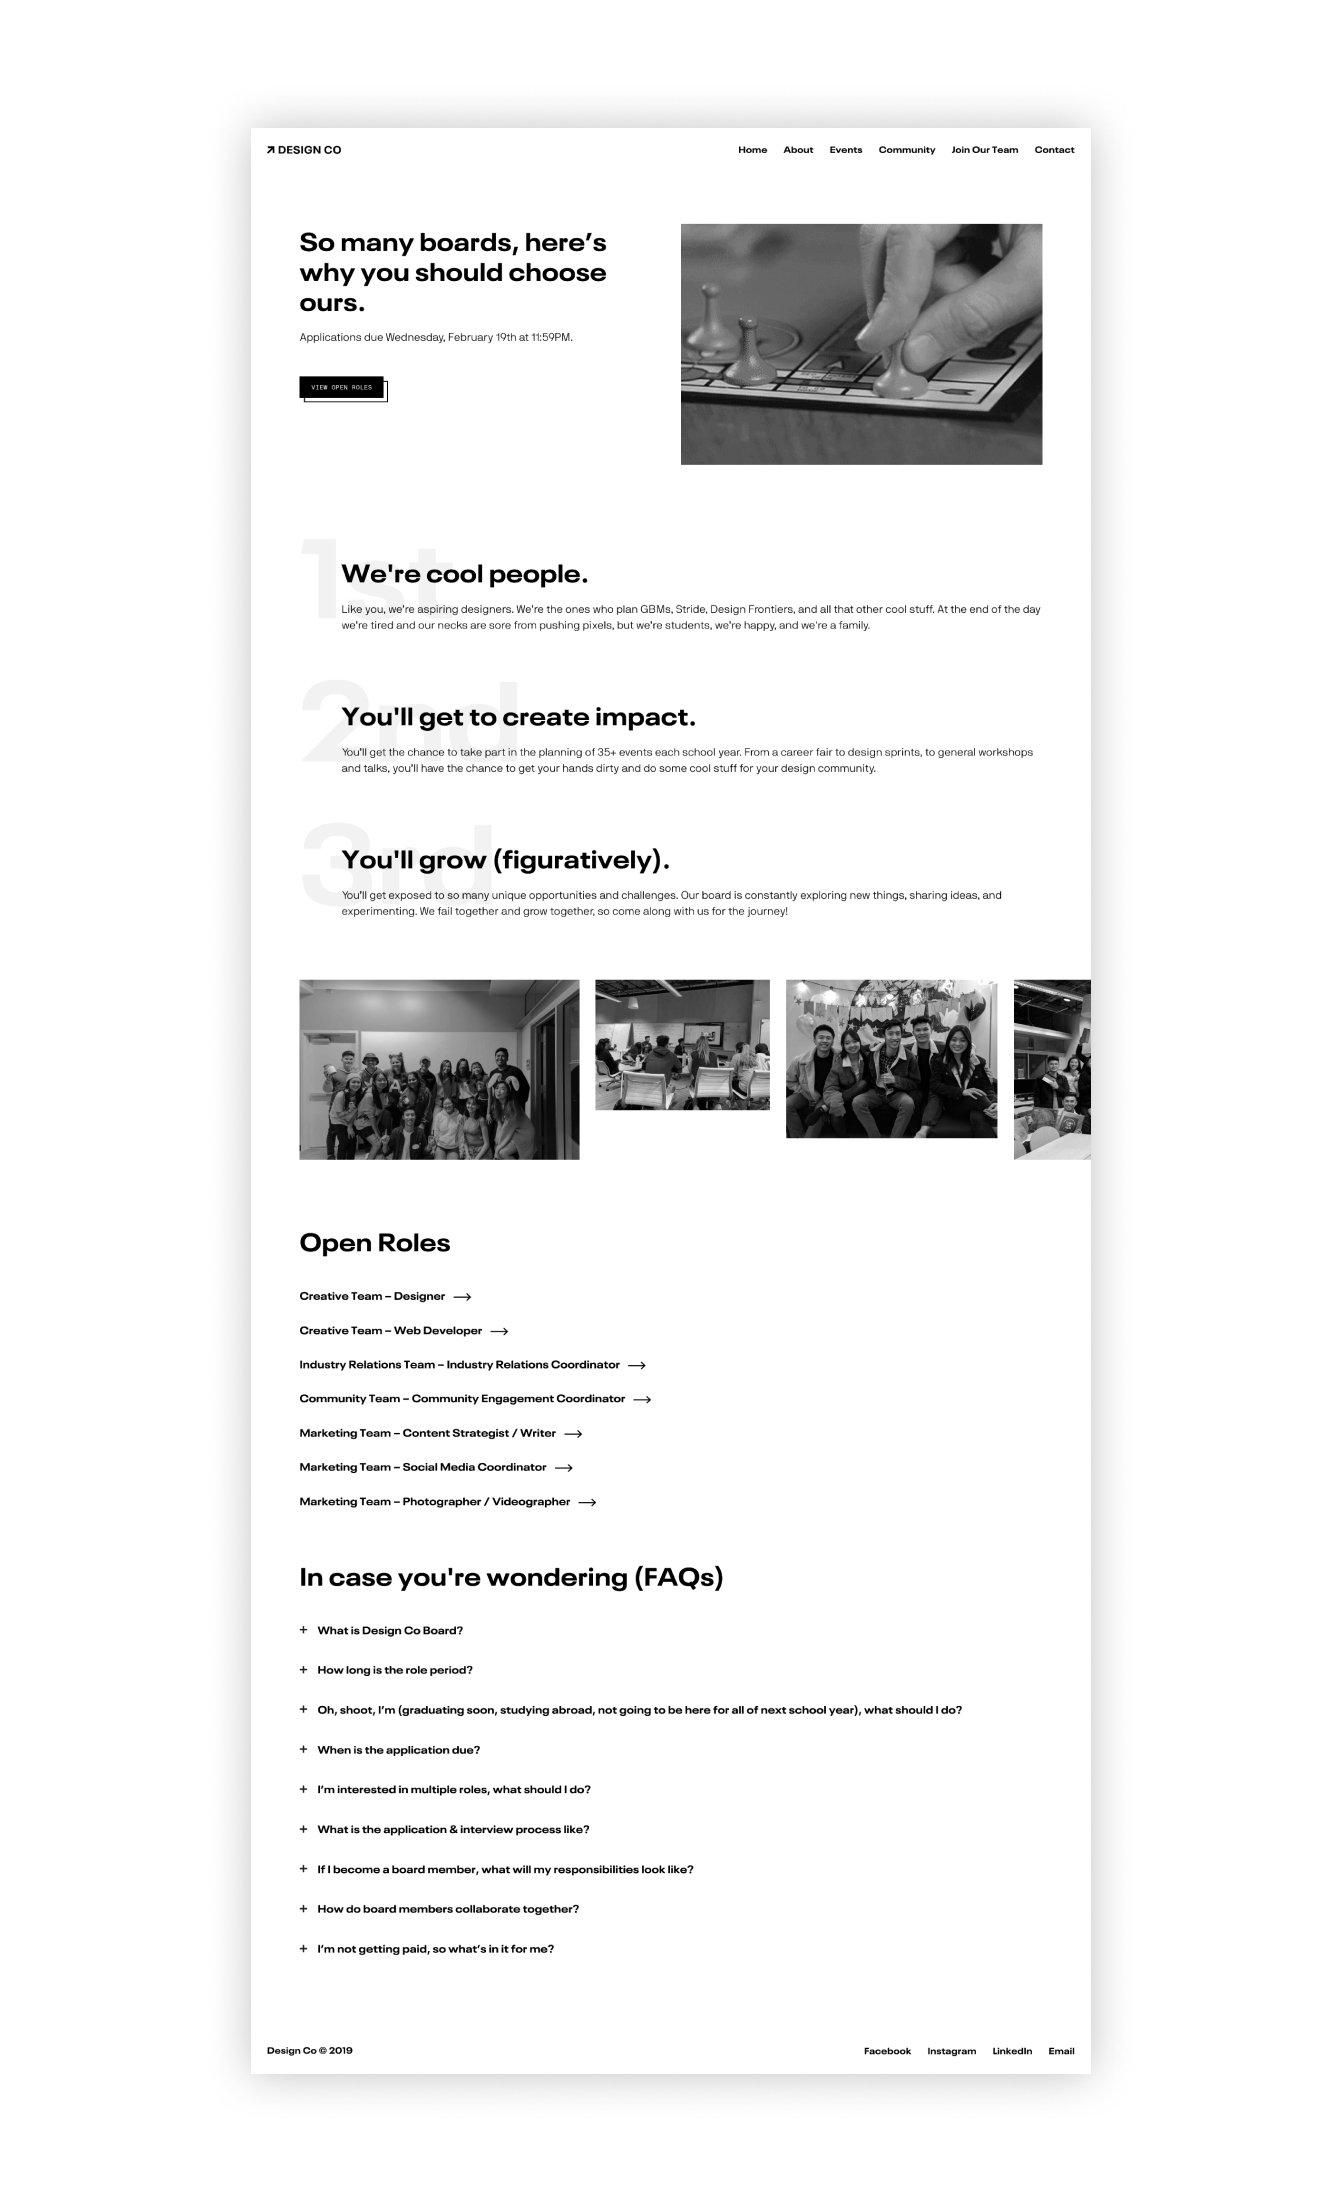 DESIGN CO
Home About Events Community Join Our Team Contact
So many boards, here’s
why you should choose
ours.
Applications due Wednesday, February 19th at 11:59PM.
VIEW OPEN ROLES
1st
We're cool people.
Like you, we're aspiring designers. We're the ones who plan GBMs, Stride, Design Frontiers, and all that other cool stuff. At the end of the day
we're tired and our necks are sore from pushing pixels, but we're students, we're happy, and we're a family.
2nd
You'll get to create impact.
You'll get the chance to take part in the planning of 35+ events each school year. From a career fair to design sprints, to general workshops
and talks, you'll have the chance to get your hands dirty and do some cool stuff for your design community.
3rd
You'll grow (figuratively).
You'll get exposed to so many unique opportunities and challenges. Our board is constantly exploring new things, sharing ideas, and
experimenting. We fail together and grow together, so come along with us for the journey!
Open Roles
Creative Team – Designer
Creative Team – Web Developer
Industry Relations Team – Industry Relations Coordinator
Community Team – Community Engagement Coordinator
Marketing Team – Content Strategist / Writer
Marketing Team – Social Media Coordinator
Marketing Team – Photographer / Videographer
In case you're wondering (FAQs)
+ What is Design Co Board?
+ How long is the role period?
+ Oh, shoot, I’m (graduating soon, studying abroad, not going to be here for all of next school year), what should I do?
+ When is the application due?
+ I’m interested in multiple roles, what should I do?
+ What is the application & interview process like?
+ If I become a board member, what will my responsibilities look like?
+ How do board members collaborate together?
+ I’m not getting paid, so what’s in it for me?
Design Co © 2019
Facebook Instagram LinkedIn Email